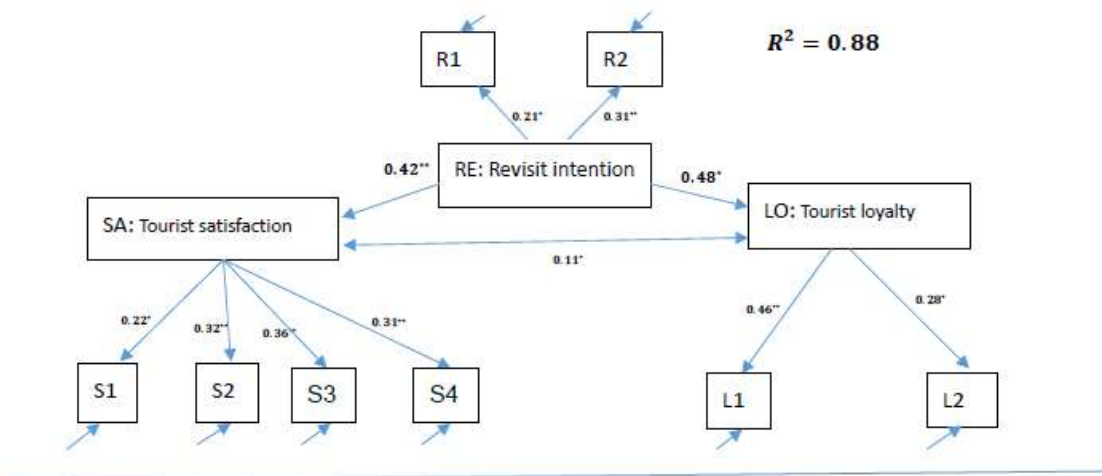 R² = 0.88
R1
R2
0.21*
0.31**
0.42**
RE: Revisit intention
0.48*
SA: Tourist satisfaction
LO: Tourist loyalty
0.11*
0.22*
0.32**
0.36*
0.31**
0.46**
0.28*
S1
S2
S3
S4
L1
L2